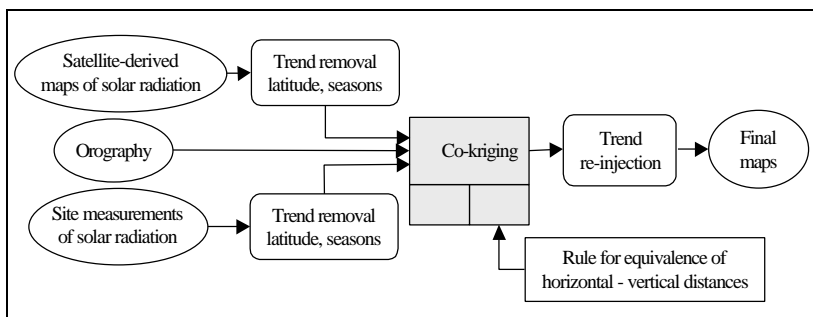 Satellite-derived
maps of solar radiation
Trend removal
latitude, seasons
Orography
Co-kriging
Trend
re-injection
Final
maps
Site measurements
of solar radiation
Trend removal
latitude, seasons
Rule for equivalence of
horizontal - vertical distances